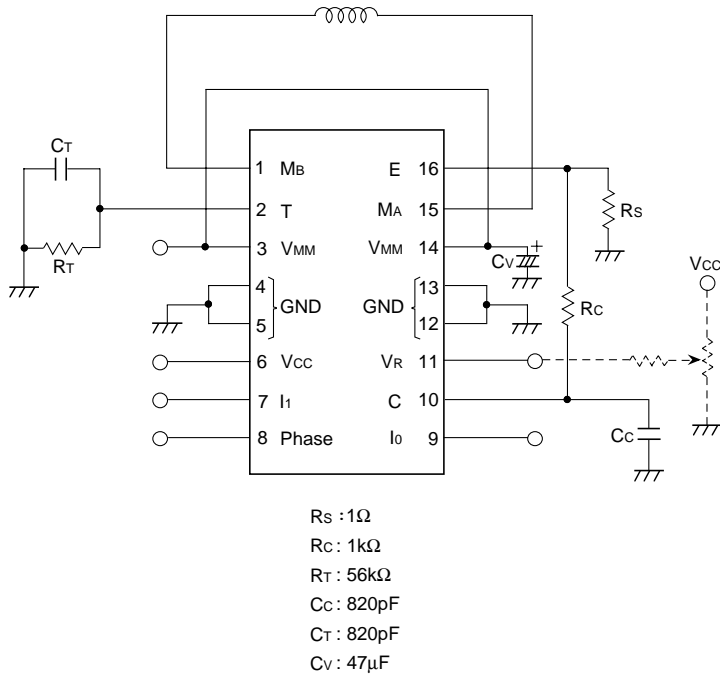 CT
RT
1 MB E 16
2 T MA 15
3 VMM VMM 14
4 GND GND 13
5 12
6 VCC VR 11
7 I1 C 10
8 Phase I0 9
RS
CV +
RC
VCC
CC
RS : 1Ω
RC : 1kΩ
RT : 56kΩ
CC : 820pF
CT : 820pF
CV : 47μF